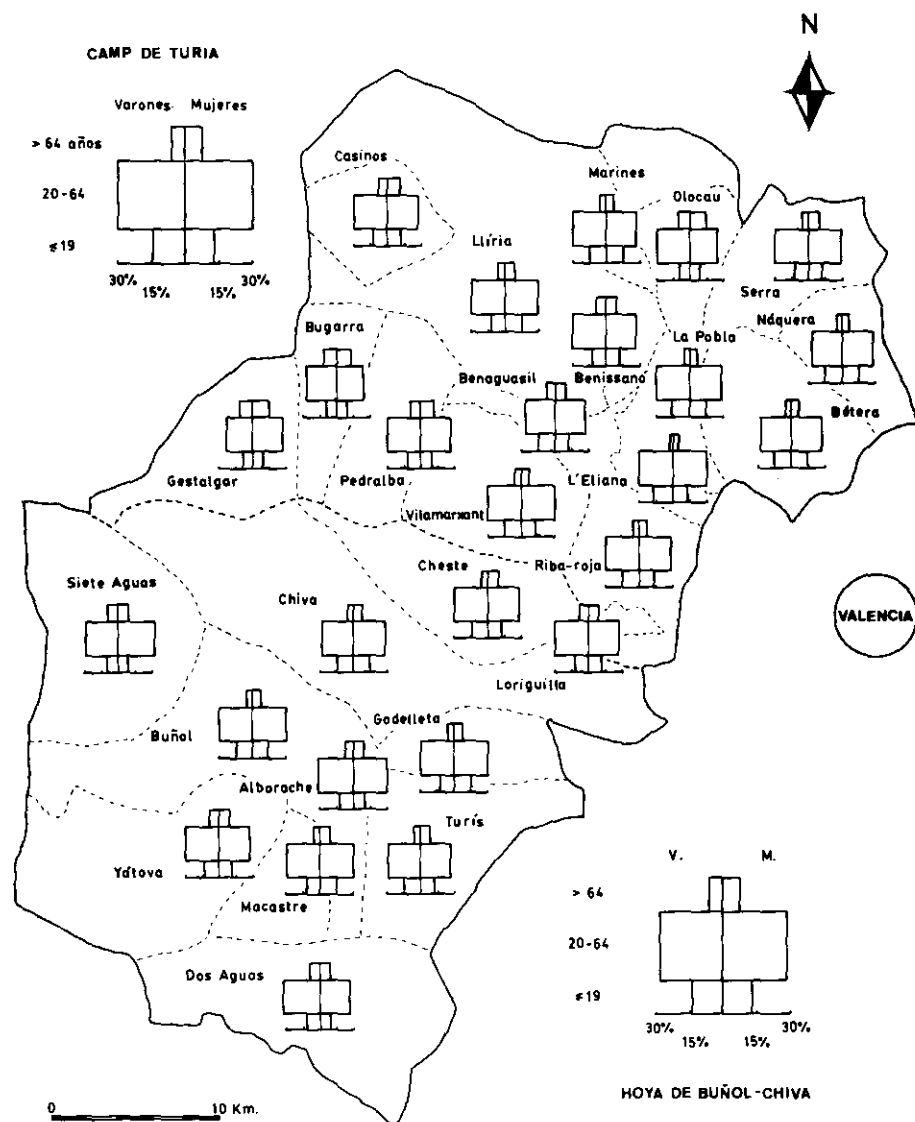 N
CAMP DE TURIA
Varones Mujeres
> 64 años
20-64
≤19
30% 15% 15% 30%
Casinos
Marines
Olocau
Llíria
Serra
Náquera
Bugarra
La Pobla
Benaguasil
Benissanó
Bétera
Gestalgar
Pedralba
L'Eliana
Vilamarxant
Cheste
Riba-roja
Siete Aguas
Chiva
VALENCIA
Loriguilla
Buñol
Godelleta
Alborache
Turís
Yátova
Macastre
V. M.
> 64
20-64
≤19
30% 15% 15% 30%
Dos Aguas
HOYA DE BUÑOL-CHIVA
0 10 Km.